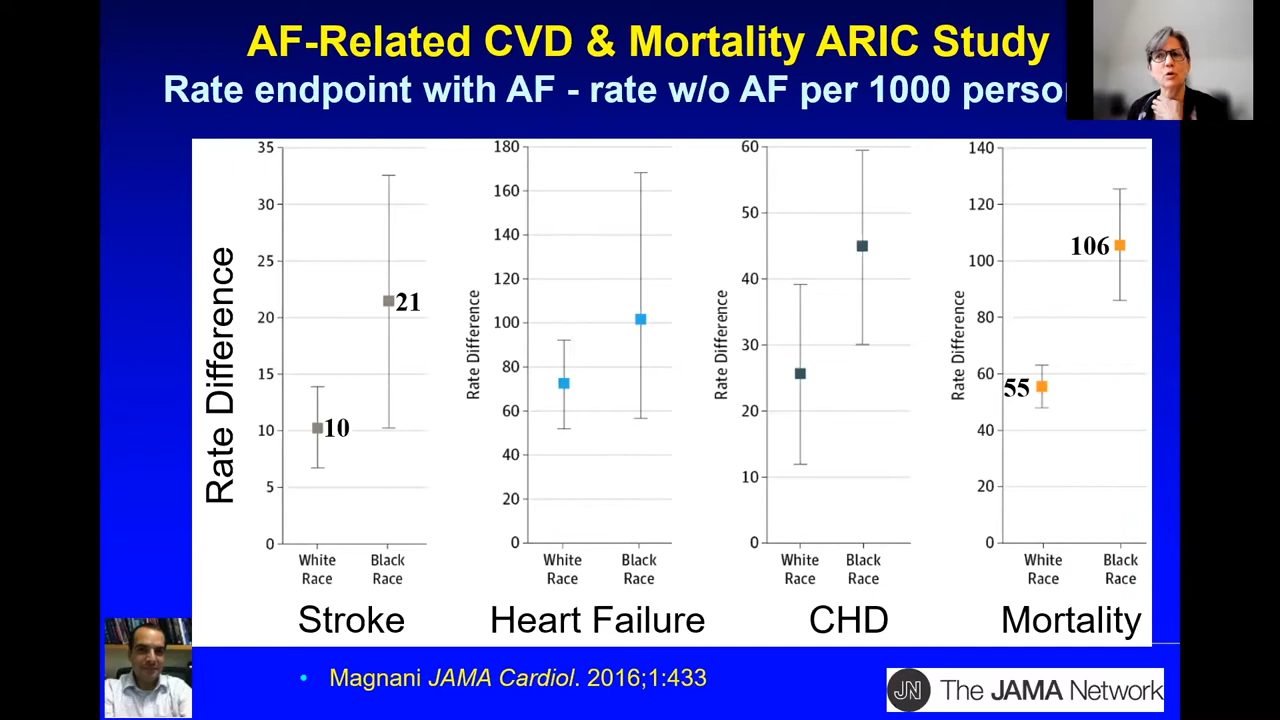 AF-Related CVD & Mortality ARIC Study
Rate endpoint with AF - rate w/o AF per 1000
Rate Difference
35
30
25
20
15
10
5
0
21
10
White Race
Black Race
Stroke
Rate Difference
180
160
140
120
100
80
60
40
20
0
White Race
Black Race
Heart Failure
Rate Difference
60
50
40
30
20
10
0
White Race
Black Race
CHD
Rate Difference
140
120
100
80
60
40
20
0
106
55
White Race
Black Race
Mortality
• Magnani JAMA Cardiol. 2016;1:433
JN The JAMA Network